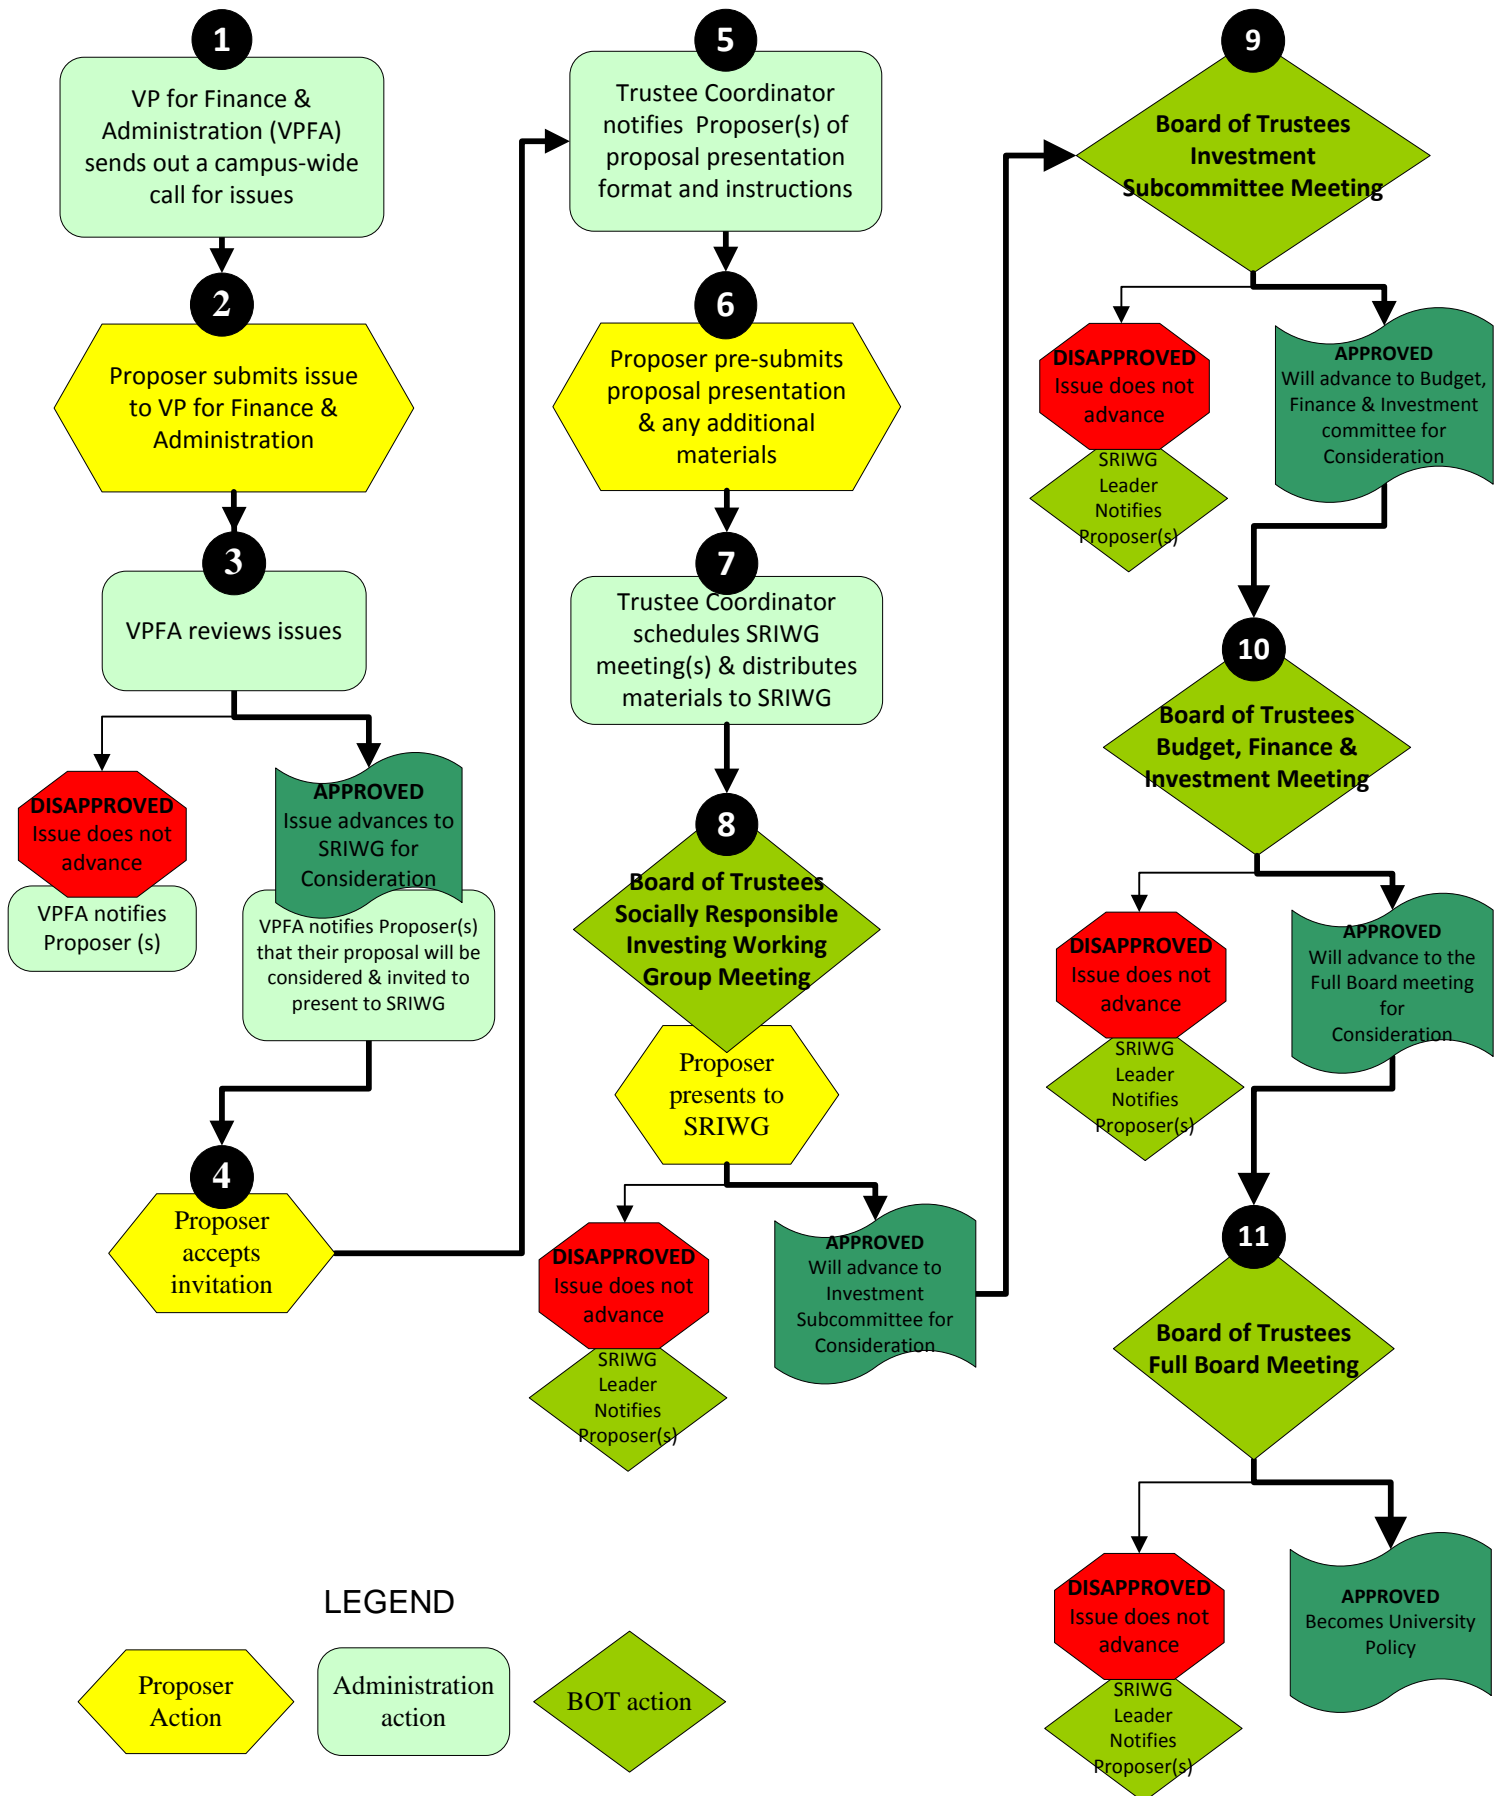 1
VP for Finance &
Administration (VPFA)
sends out a campus-wide
call for issues
2
Proposer submits issue
to VP for Finance &
Administration
3
VPFA reviews issues
DISAPPROVED
Issue does not
advance
VPFA notifies
Proposer (s)
APPROVED
Issue advances to
SRIWG for
Consideration
VPFA notifies Proposer(s)
that their proposal will be
considered & invited to
present to SRIWG
4
Proposer
accepts
invitation
5
Trustee Coordinator
notifies Proposer(s) of
proposal presentation
format and instructions
6
Proposer pre-submits
proposal presentation
& any additional
materials
7
Trustee Coordinator
schedules SRIWG
meeting(s) & distributes
materials to SRIWG
8
Board of Trustees
Socially Responsible
Investing Working
Group Meeting
Proposer
presents to
SRIWG
DISAPPROVED
Issue does not
advance
SRIWG
Leader
Notifies
Proposer(s)
APPROVED
Will advance to
Investment
Subcommittee for
Consideration
9
Board of Trustees
Investment
Subcommittee Meeting
DISAPPROVED
Issue does not
advance
SRIWG
Leader
Notifies
Proposer(s)
APPROVED
Will advance to Budget,
Finance & Investment
committee for
Consideration
10
Board of Trustees
Budget, Finance &
Investment Meeting
DISAPPROVED
Issue does not
advance
SRIWG
Leader
Notifies
Proposer(s)
APPROVED
Will advance to the
Full Board meeting
for
Consideration
11
Board of Trustees
Full Board Meeting
DISAPPROVED
Issue does not
advance
SRIWG
Leader
Notifies
Proposer(s)
APPROVED
Becomes University
Policy
LEGEND
Proposer
Action
Administration
action
BOT action